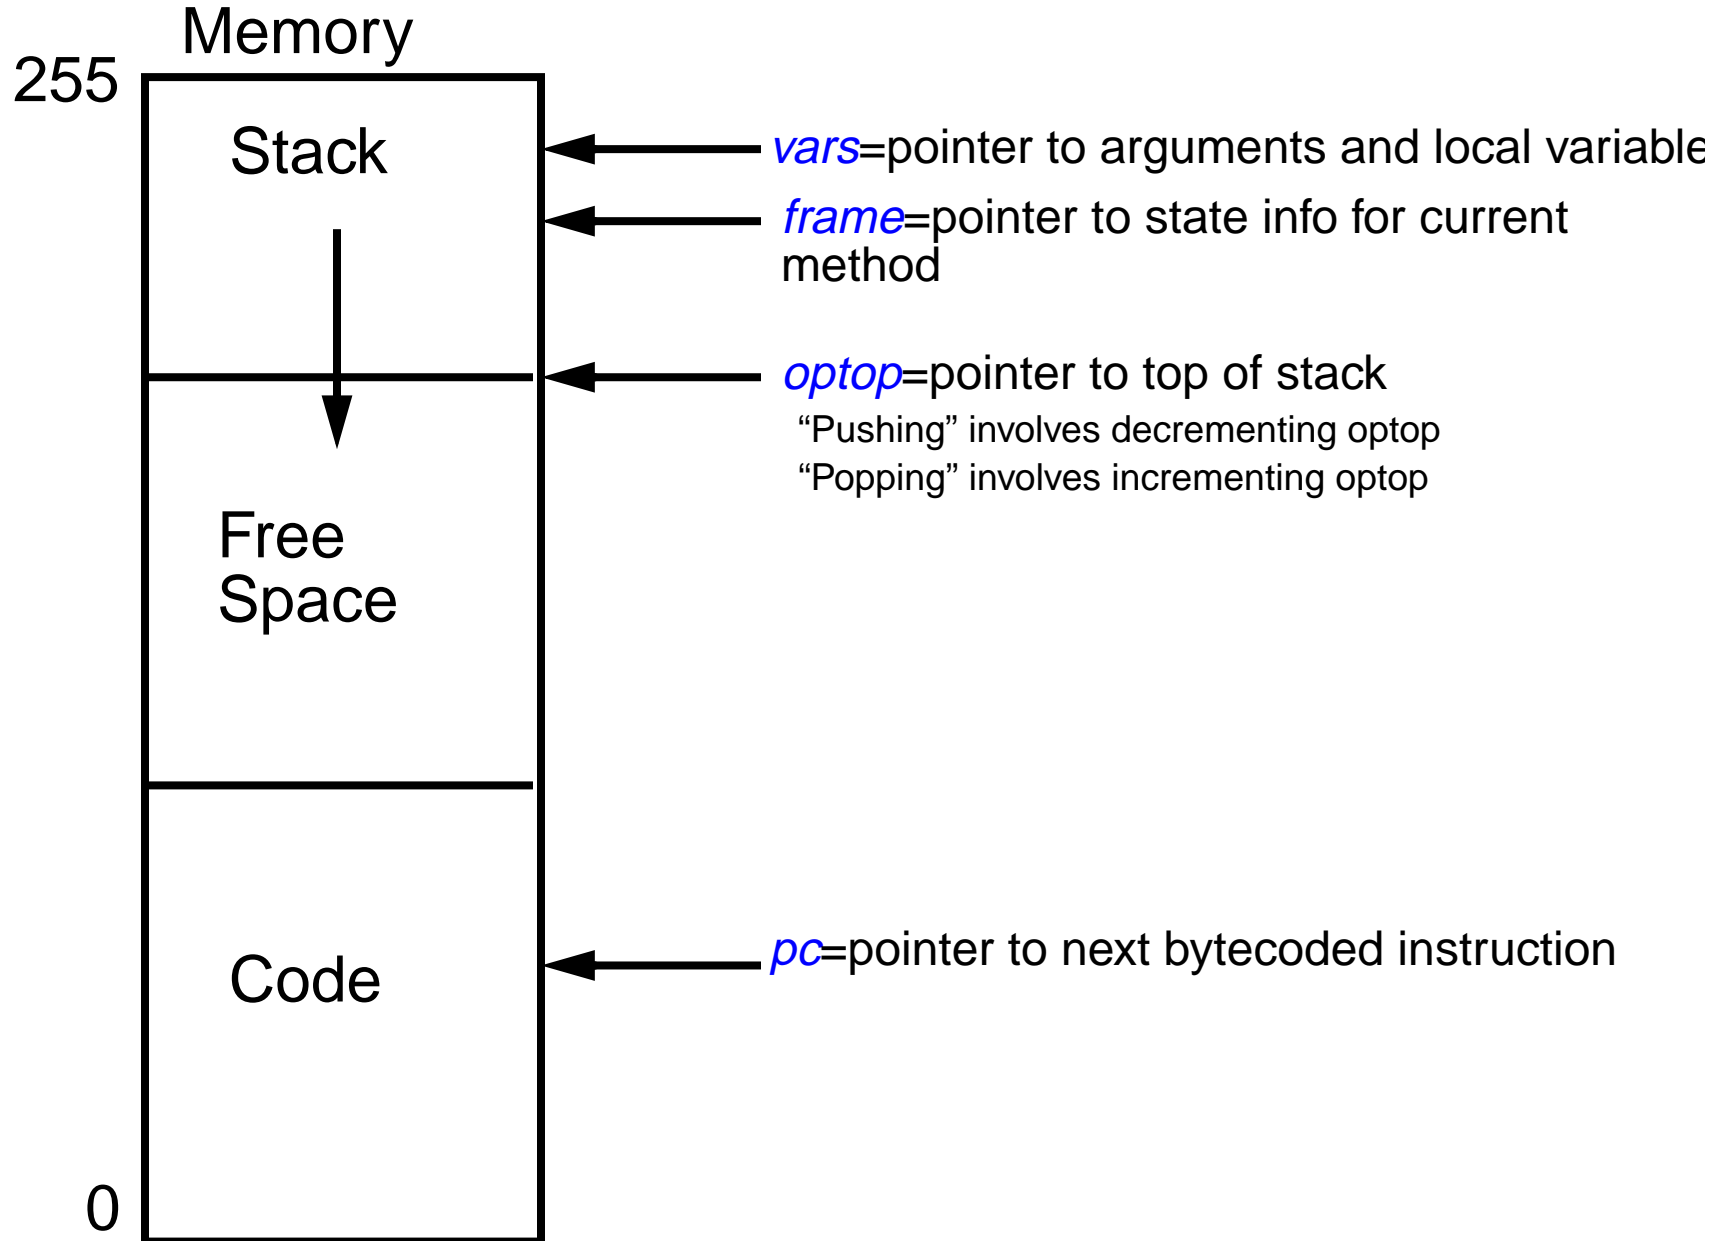 Memory
255
Stack
vars=pointer to arguments and local variable
frame=pointer to state info for current
method
optop=pointer to top of stack
“Pushing” involves decrementing optop
“Popping” involves incrementing optop
Free
Space
pc=pointer to next bytecoded instruction
Code
0